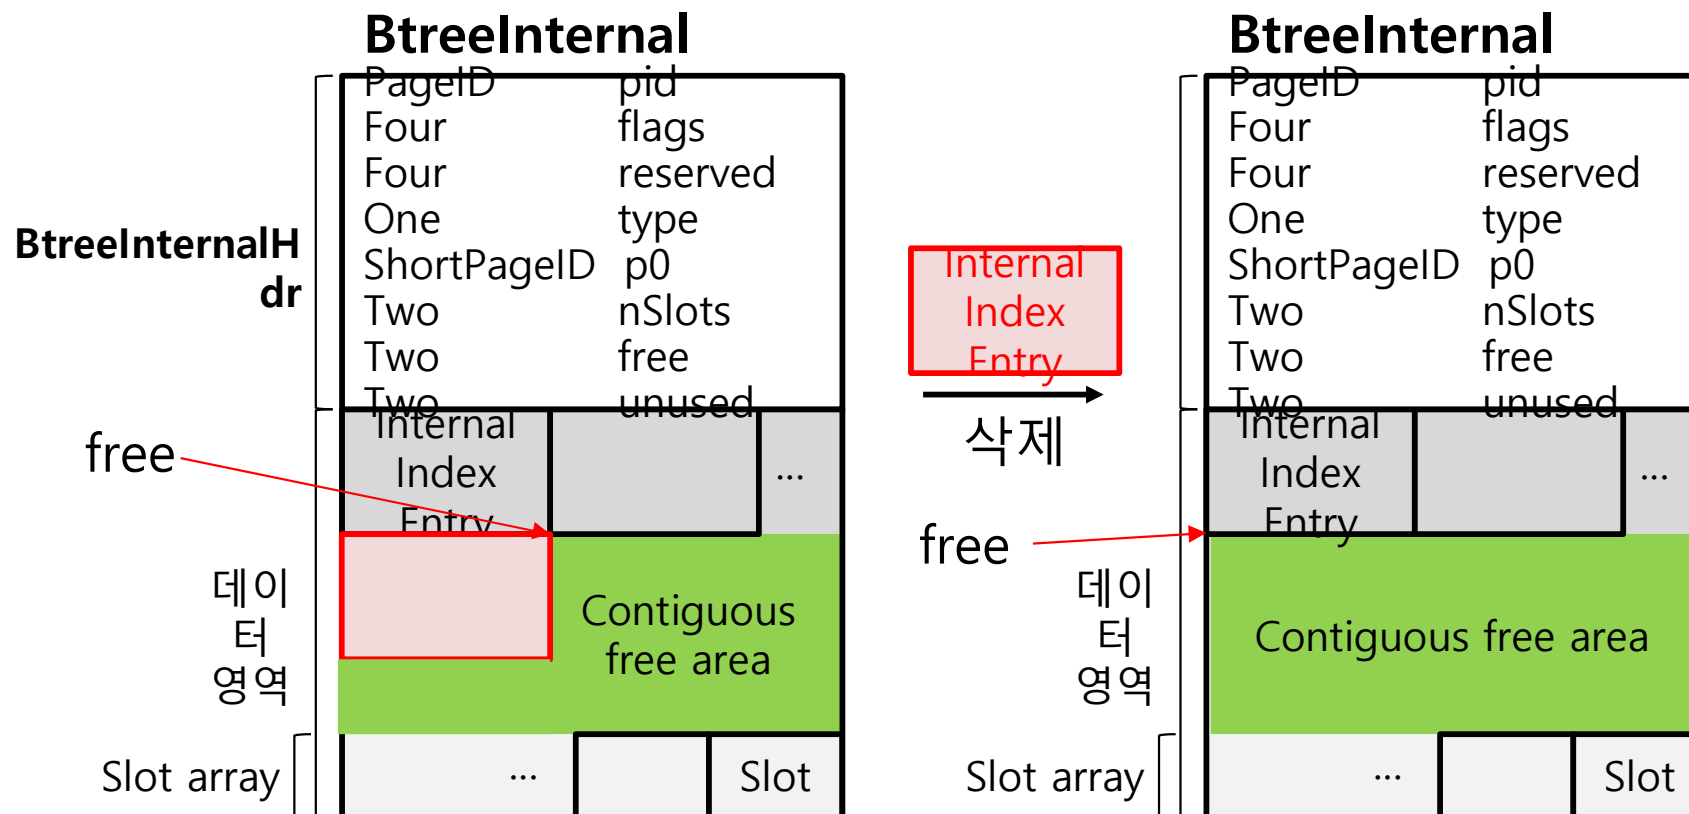 BtreeInternal
PageID pid
Four flags
Four reserved
One type
ShortPageID p0
Two nSlots
Two free
Two unused
BtreeInternalH
dr
Internal
Index
Entry
...
free
데이
터
영역
Contiguous
free area
Slot array
...
Slot
Internal
Index
Entry
삭제
BtreeInternal
PageID pid
Four flags
Four reserved
One type
ShortPageID p0
Two nSlots
Two free
Two unused
Internal
Index
Entry
...
free
데이
터
영역
Contiguous free area
Slot array
...
Slot